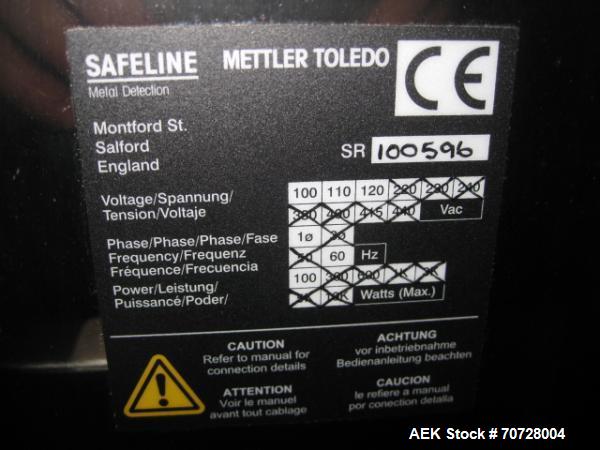 SAFELINE METTLER TOLEDO CE
Metal Detection
Montford St.
Salford
England
SR 100596
Voltage/Spannung/ 100 110 120 220 240
Tension/Voltaje 380 400 415 440 Vac
Phase/Phase/Phase/Fase 1ø 3ø
Frequency/Frequenz 50 60 Hz
Fréquence/Frecuencia
Power/Leistung/ 100 300 600 1K
Puissancé/Poder/ 10K Watts (Max.)
CAUTION
Refer to manual for
connection details
ACHTUNG
vor inbetriebnahme
Bedienanleitung beachten
ATTENTION
Voir le manuel
avant tout cablage
CAUCION
le refiere a manual
por conection detalla
AEK Stock # 70728004